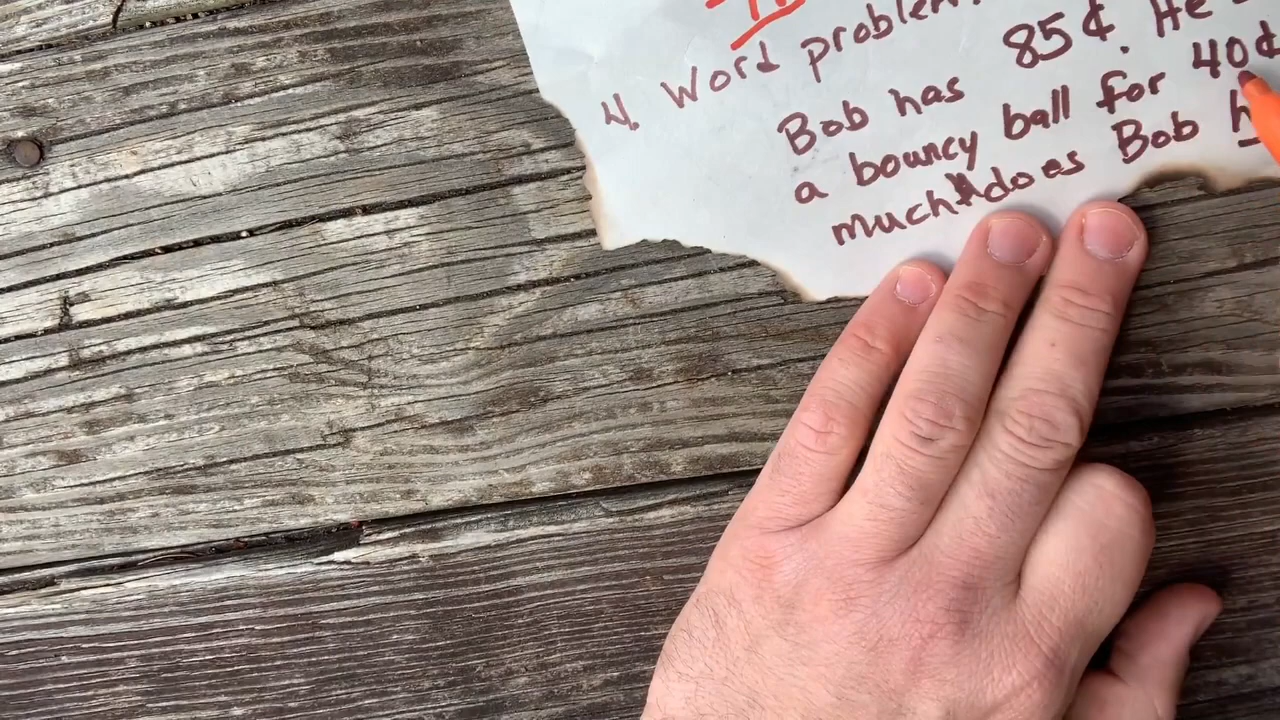 4. Word problem.
Bob has 85¢. He
a bouncy ball for 40¢
much does Bob